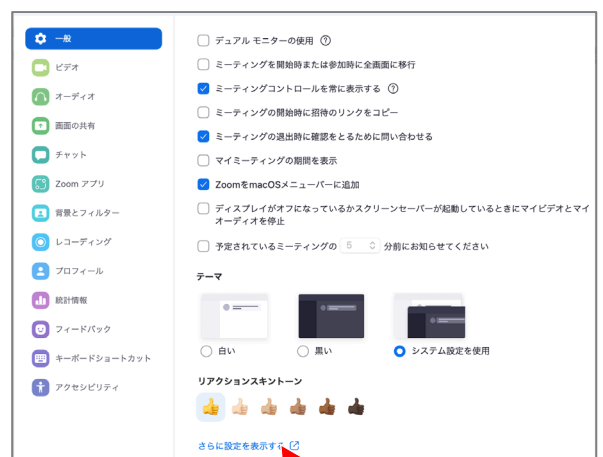 一般
ビデオ
オーディオ
画面の共有
チャット
Zoom アプリ
背景とフィルター
レコーディング
プロフィール
統計情報
フィードバック
キーボードショートカット
アクセシビリティ
デュアル モニターの使用 ?
ミーティングを開始時または参加時に全画面に移行
ミーティングコントロールを常に表示する ?
ミーティングの開始時に招待のリンクをコピー
ミーティングの退出時に確認をとるために問い合わせる
マイミーティングの期間を表示
ZoomをmacOSメニューバーに追加
ディスプレイがオフになっているかスクリーンセーバーが起動しているときにマイビデオとマイ
オーディオを停止
予定されているミーティングの 5 分前にお知らせてください
テーマ
白い 黒い システム設定を使用
リアクションスキントーン
さらに設定を表示する